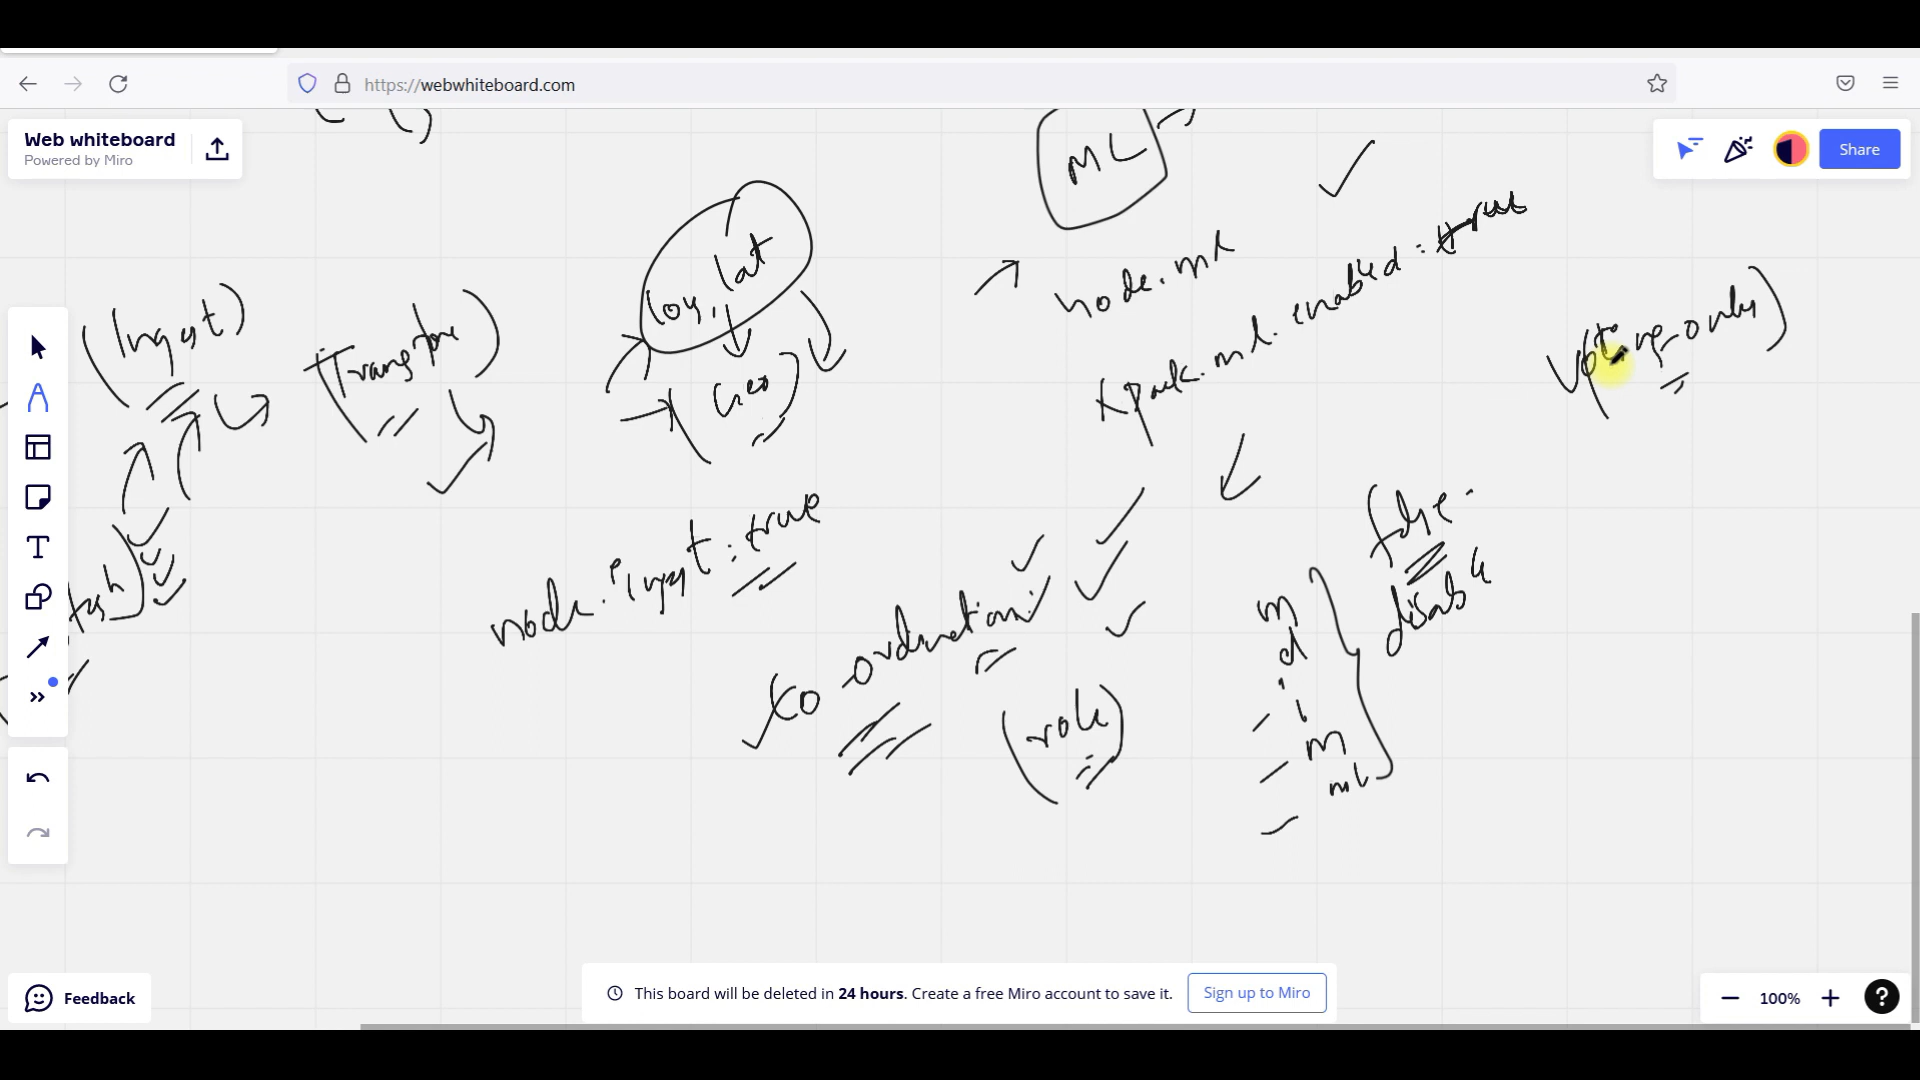 https://webwhiteboard.com
Web whiteboard
Powered by Miro
Share
ML
(Ingest)
(Transform)
lon, lat
(Geo)
node.ml
xpack.ml.enabled: true
Voting-only)
node.ingest: true
Co-ordination:
(role)
m
d
i
m
ml
false.
disable
Feedback
This board will be deleted in 24 hours. Create a free Miro account to save it.
Sign up to Miro
100%